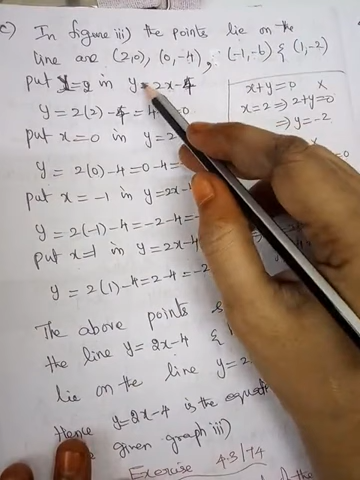 c) In figure iii) the points lie on the
line are (2,0), (0,-4), (-1,-6) & (1,-2)
put x=2 in y=2x-4
y=2(2)-4=4-4=0
put x=0 in y=2
y=2(0)-4=0-4=
put x=-1 in y=2x-
y=2(-1)-4=-2-4=
put x=1 in y=2x-4
y=2(1)-4=2-4=-2
x+y=0 x
x=2⇒2+y=0
⇒y=-2
=0
The above points s
the line y=2x-4 &
lie on the line y=2
Hence y=2x-4 is the equat
given graph iii)
Exercise 4.3/74
of the